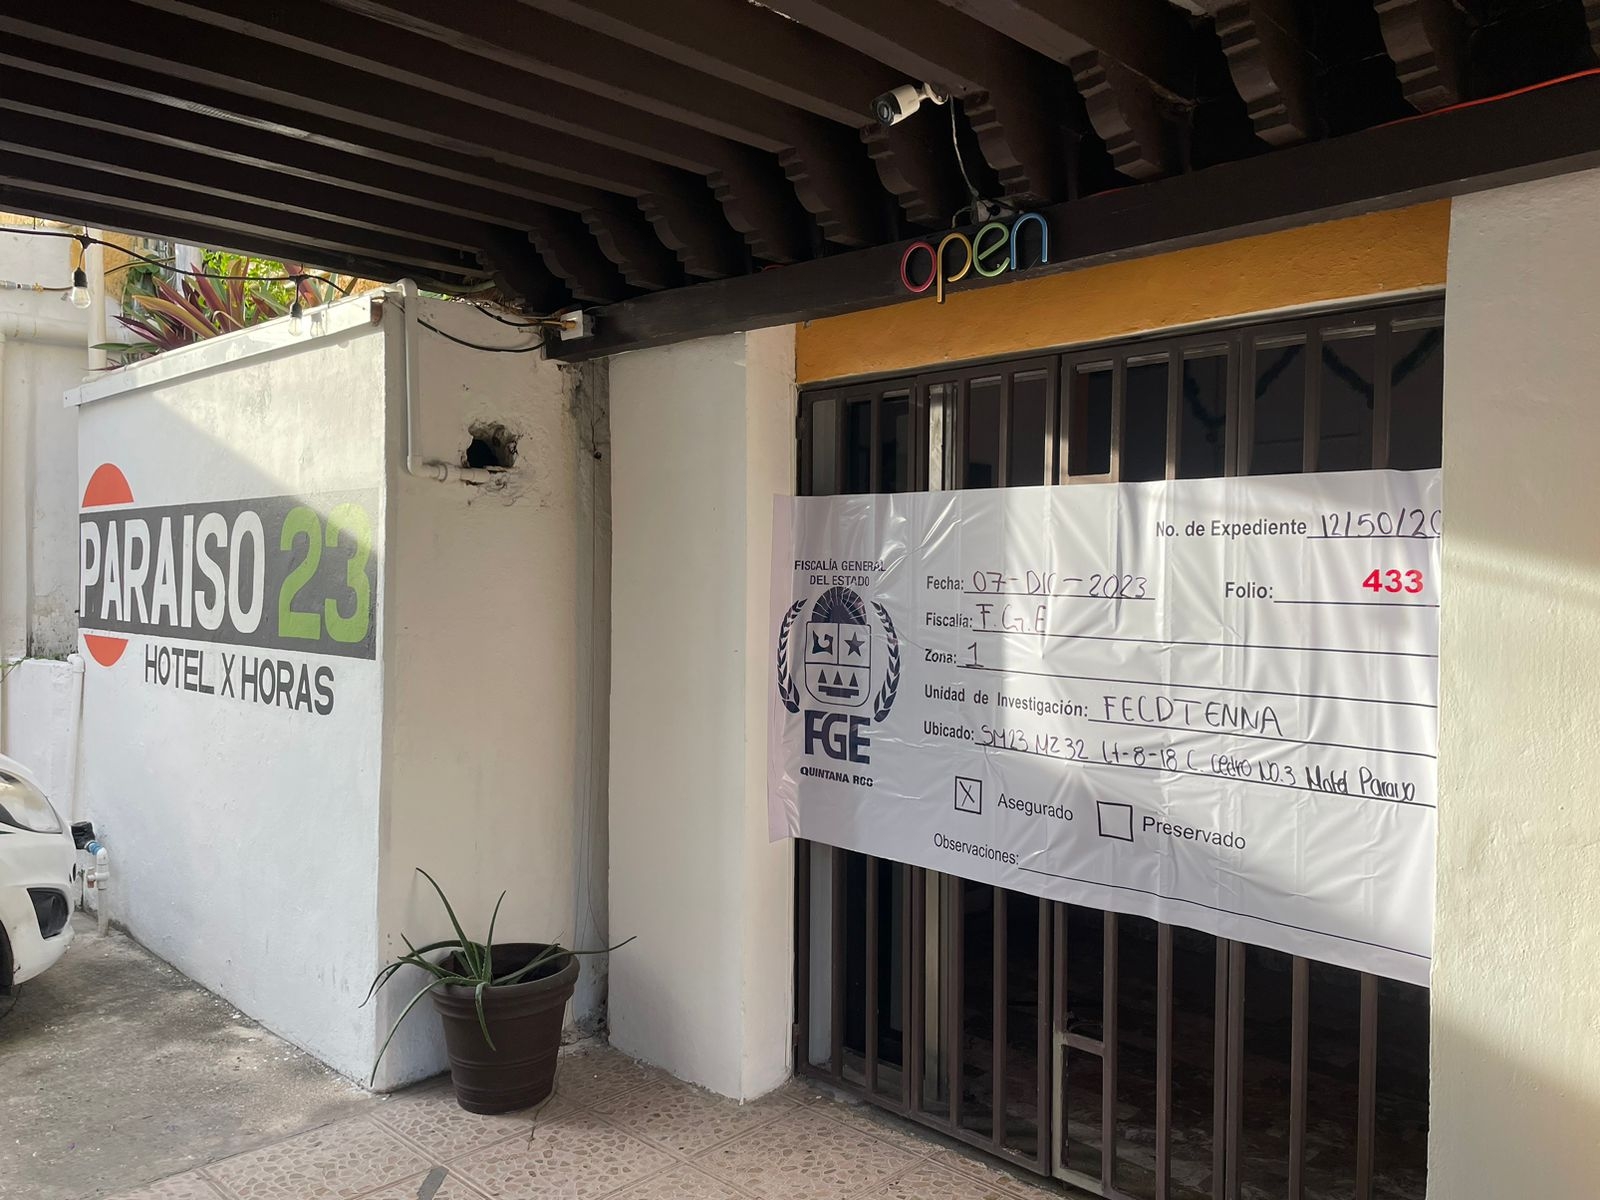 open
PARAISO 23
HOTEL X HORAS
No. de Expediente 12/50/20
FISCALÍA GENERAL
DEL ESTADO
FGE
QUINTANA ROO
Fecha: 07-DIC-2023
Folio: 433
Fiscalía: F.G.E
Zona: 1
Unidad de Investigación: FECDTENNA
Ubicado: SM23 MZ 32 Lt-8-18 C. cedro NO.3 Motel Paraiso
X Asegurado
Preservado
Observaciones: